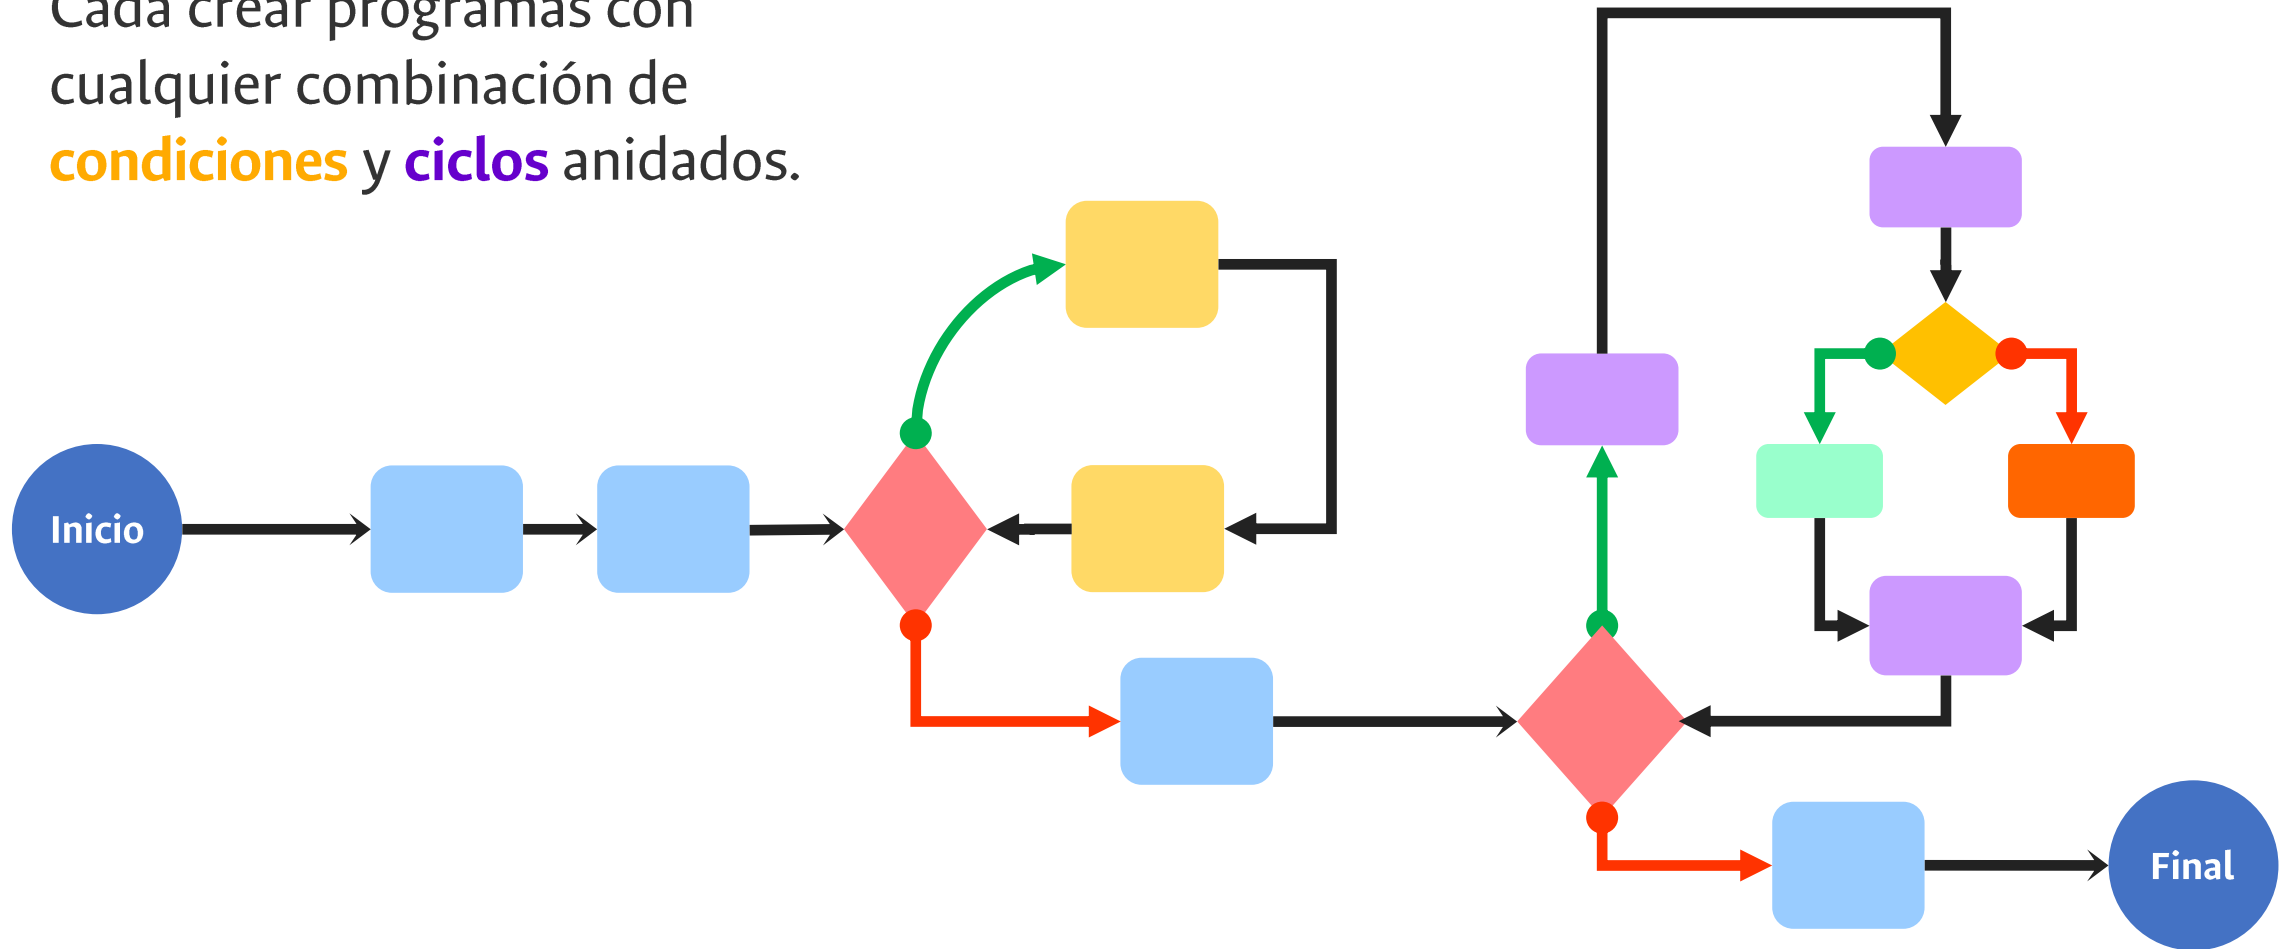 Cada crear programas con
cualquier combinación de
condiciones y ciclos anidados.
Inicio
Final